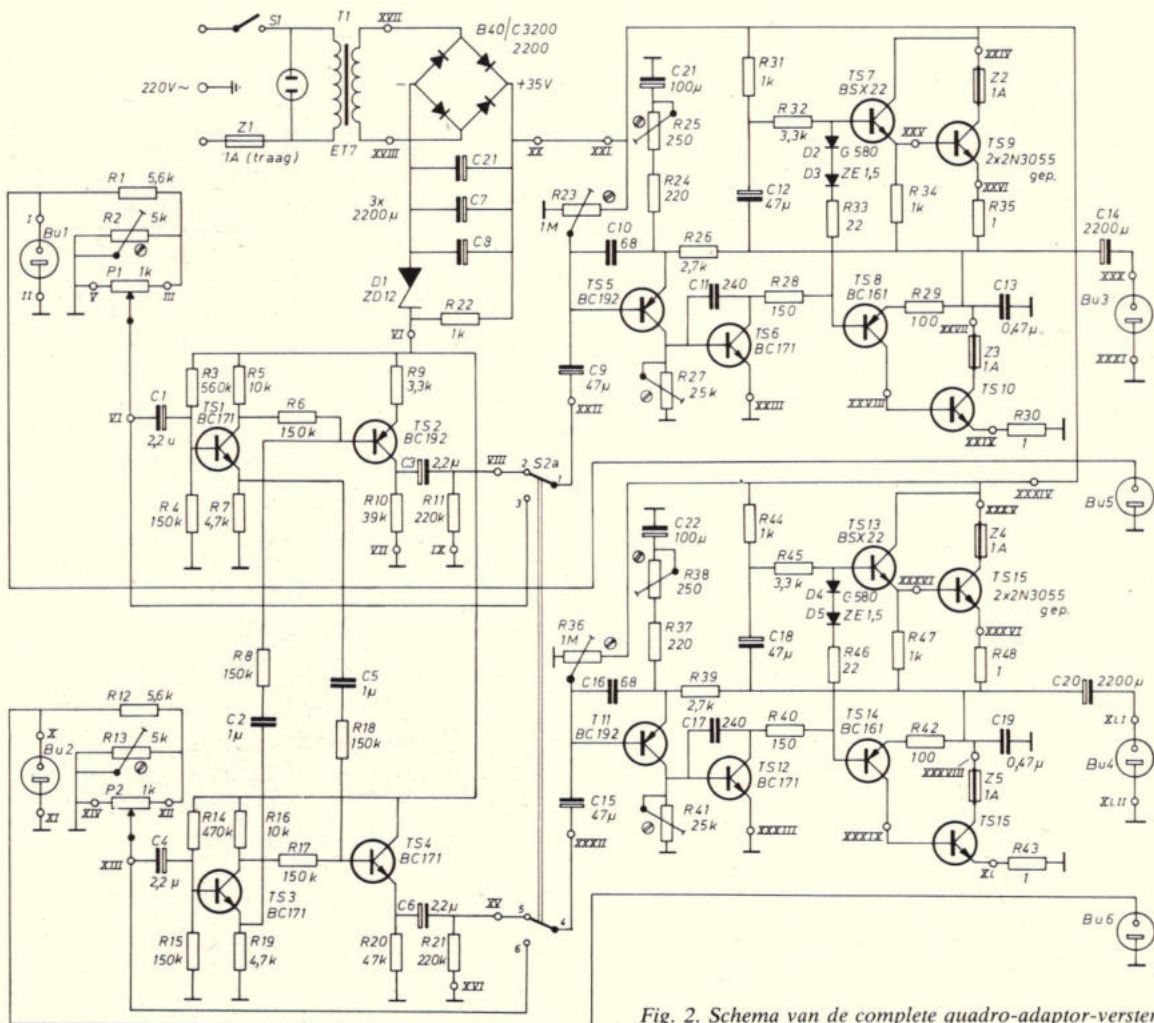 S1
T1
XVII
B40/C3200
2200
220V~
-
+35V
Z1
1A (traag)
ET7
XVIII
XX
XXI
C21
3x
2200µ
C7
C8
D1
ZD12
R22
1k
VI
R1
5,6k
R2
5k
P1
1k
Bu1
I
II
V
III
VI
C1
2,2u
R3
560k
R5
10k
TS1
BC171
R6
150k
R4
150k
R7
4,7k
R9
3,3k
TS2
BC192
C3
2,2µ
VIII
R10
39k
R11
220k
VII
IX
2
S2a
1
3
R8
150k
C2
1µ
C5
1µ
R18
150k
R12
5,6k
R13
5k
P2
1k
Bu2
X
XI
XIV
XII
XIII
C4
2,2µ
R14
470k
R16
10k
R17
150k
TS3
BC171
TS4
BC171
R15
150k
R19
4,7k
C6
2,2µ
XV
R20
47k
R21
220k
XVI
5
4
6
C21
100µ
R25
250
R24
220
R23
1M
C10
68
R26
2,7k
TS5
BC192
C11
240
R28
150
TS6
BC171
R27
25k
XXIII
C9
47µ
XXII
R31
1k
R32
3,3k
C12
47µ
D2
G580
D3
ZE1,5
R33
22
TS7
BSX22
XXV
R34
1k
XXIV
Z2
1A
TS9
2x2N3055
gep.
XXVI
R35
1
TS8
BC161
R29
100
C13
0,47µ
XXVII
Z3
1A
TS10
XXVIII
XXIX
R30
1
C14
2200µ
XXX
Bu3
XXXI
Bu5
XXXIV
C22
100µ
R38
250
R37
220
R36
1M
C16
68
R39
2,7k
T11
BC192
C17
240
R40
150
TS12
BC171
R41
25k
XXXIII
C15
47µ
XXXII
R44
1k
R45
3,3k
C18
47µ
D4
G580
D5
ZE1,5
R46
22
TS13
BSX22
XXXVI
R47
1k
XXXV
Z4
1A
TS15
2x2N3055
gep.
XXXVI
R48
1
TS14
BC161
R42
100
C19
0,47µ
XXXVIII
Z5
1A
TS15
XXXIX
XL
R43
1
C20
2200µ
XLI
Bu4
XLII
Bu6
Fig. 2. Schema van de complete quadro-adaptor-verster